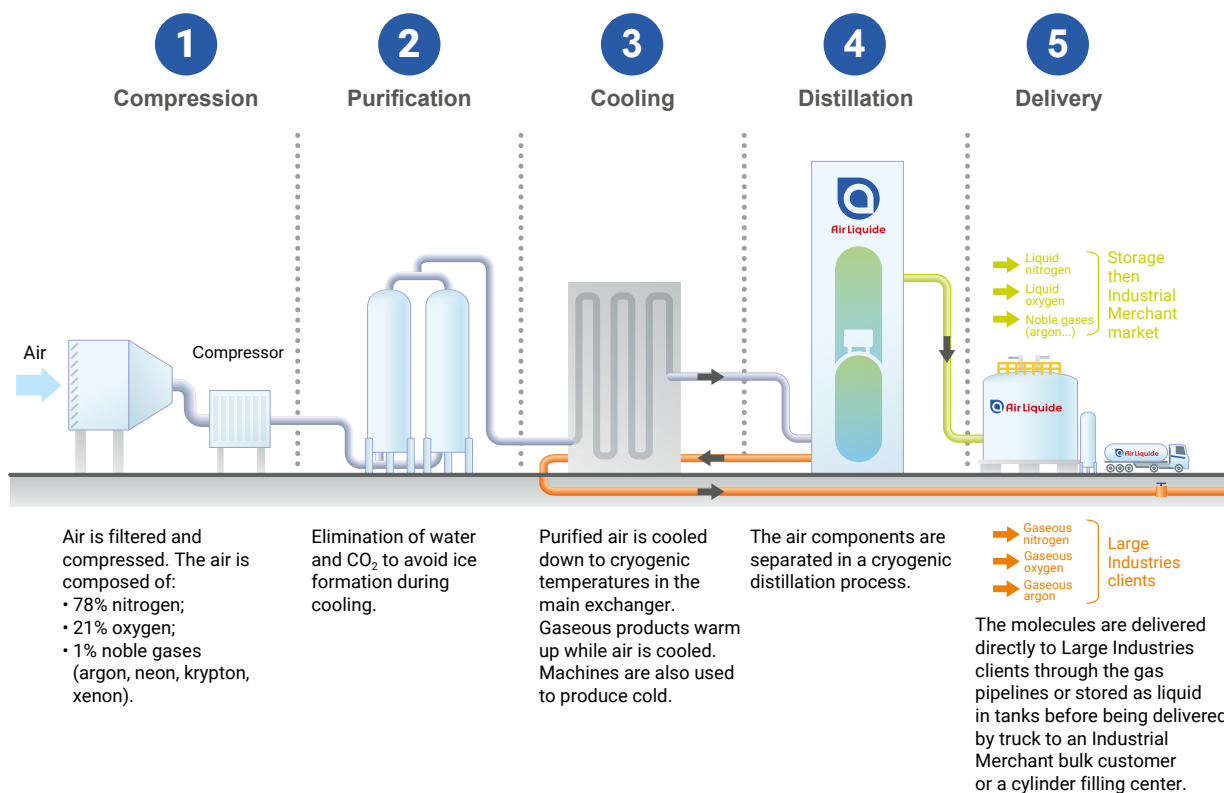 1
Compression
2
Purification
3
Cooling
4
Distillation
5
Delivery
Air
Compressor
Air Liquide
Liquid
nitrogen
Liquid
oxygen
Noble gases
(argon...)
Storage
then
Industrial
Merchant
market
Air Liquide
Air Liquide
Air is filtered and
compressed. The air is
composed of:
• 78% nitrogen;
• 21% oxygen;
• 1% noble gases
(argon, neon, krypton,
xenon).
Elimination of water
and CO₂ to avoid ice
formation during
cooling.
Purified air is cooled
down to cryogenic
temperatures in the
main exchanger.
Gaseous products warm
up while air is cooled.
Machines are also used
to produce cold.
The air components are
separated in a cryogenic
distillation process.
Gaseous
nitrogen
Gaseous
oxygen
Gaseous
argon
Large
Industries
clients
The molecules are delivered
directly to Large Industries
clients through the gas
pipelines or stored as liquid
in tanks before being delivered
by truck to an Industrial
Merchant bulk customer
or a cylinder filling center.